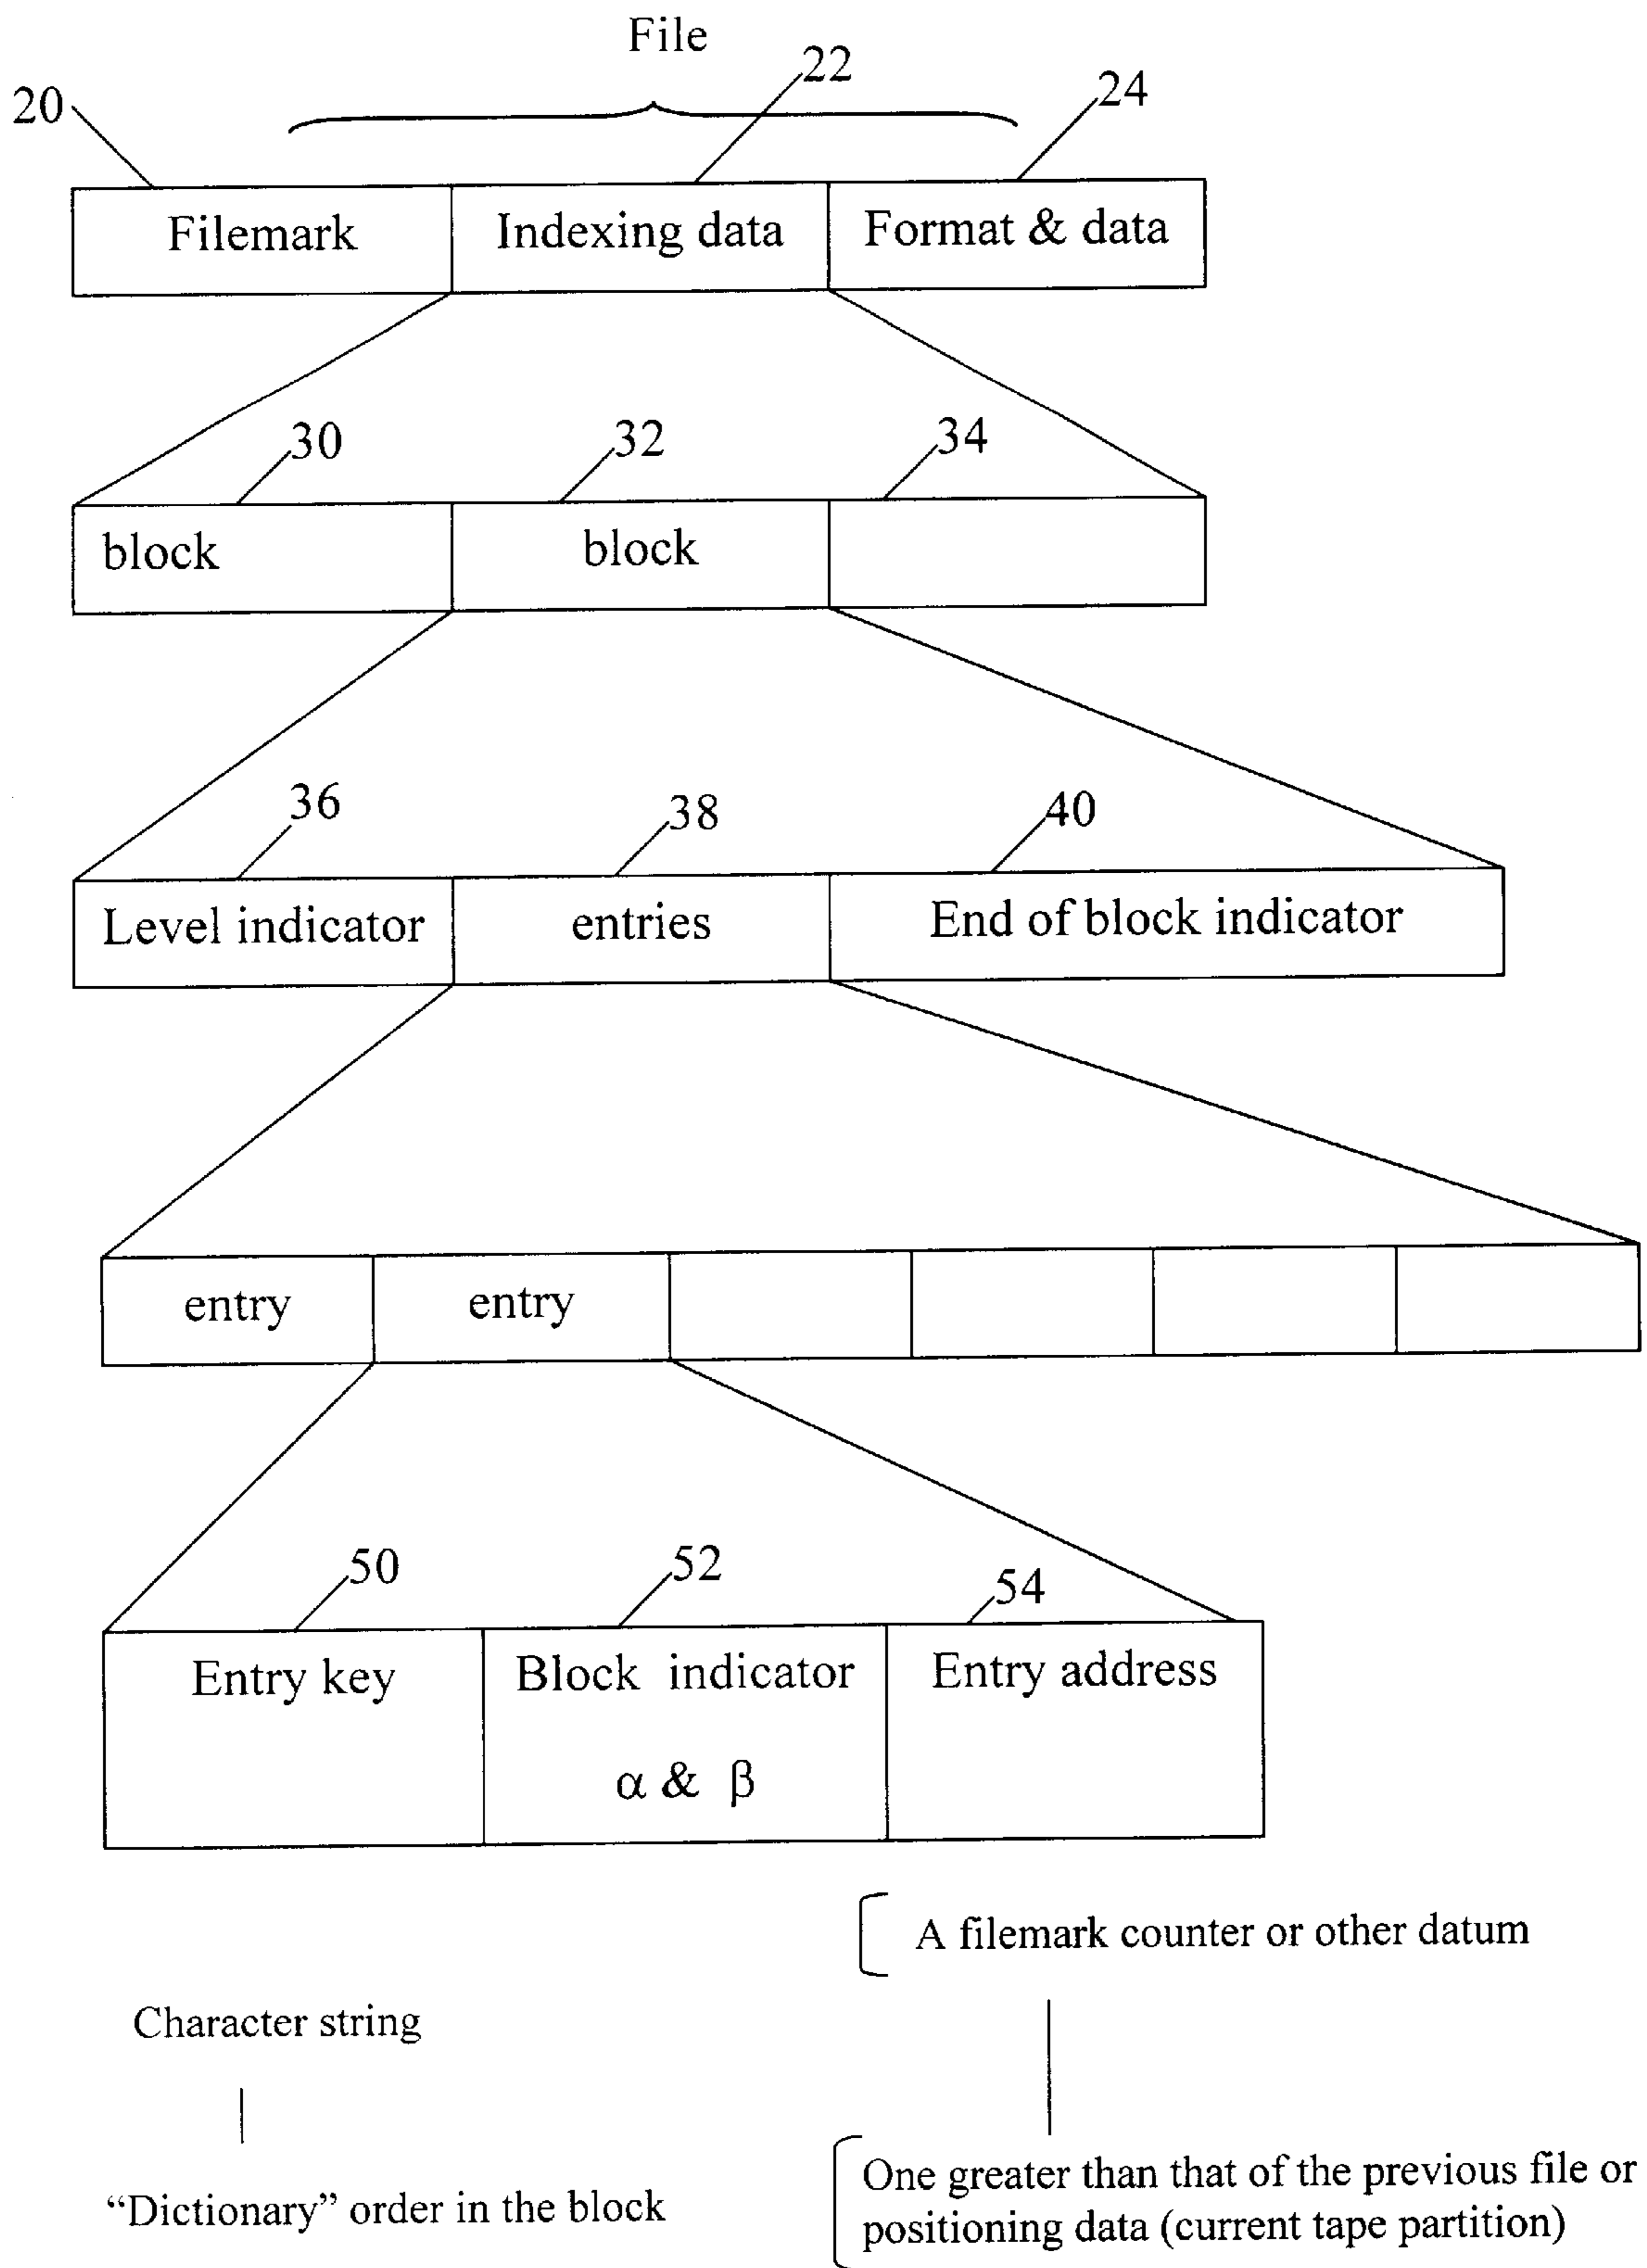 File
20
22
24
Filemark
Indexing data
Format & data
30
32
34
block
block
36
38
40
Level indicator
entries
End of block indicator
entry
entry
50
52
54
Entry key
Block indicator
Entry address
α & β
A filemark counter or other datum
Character string
One greater than that of the previous file or
positioning data (current tape partition)
“Dictionary” order in the block